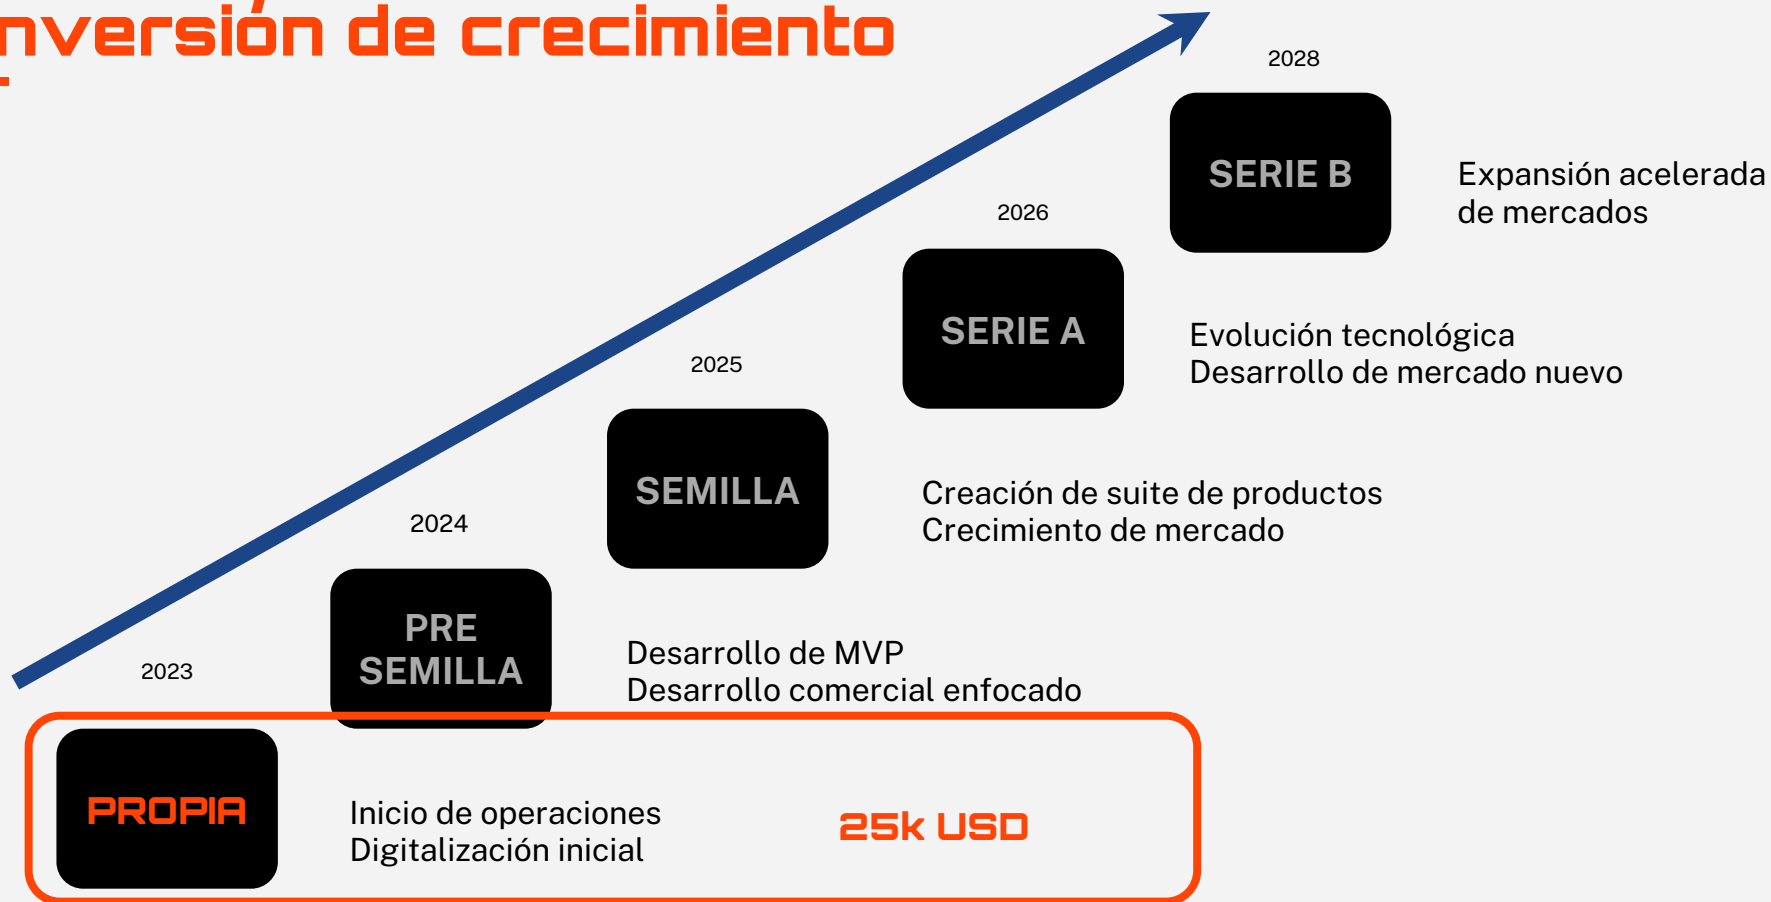 nversión de crecimiento
2028
SERIE B
Expansión acelerada
de mercados
2026
SERIE A
Evolución tecnológica
Desarrollo de mercado nuevo
2025
SEMILLA
Creación de suite de productos
Crecimiento de mercado
2024
PRE
SEMILLA
Desarrollo de MVP
Desarrollo comercial enfocado
2023
PROPIA
Inicio de operaciones
Digitalización inicial
25k USD